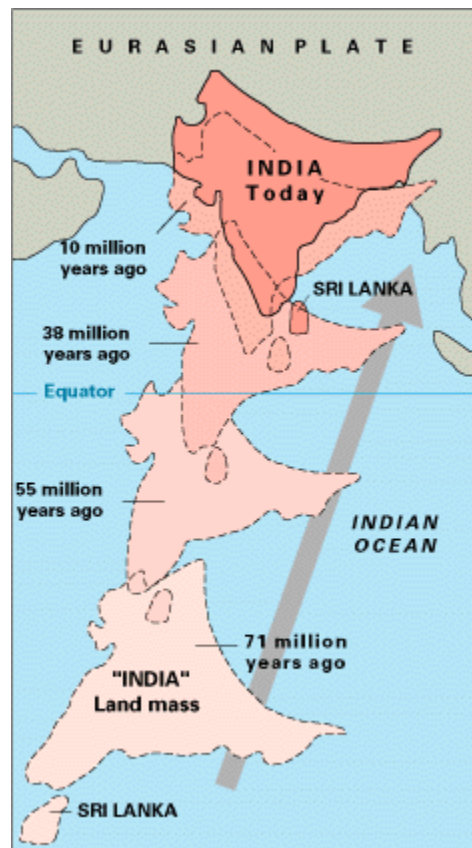 EURASIAN PLATE
INDIA
Today
10 million
years ago
SRI LANKA
38 million
years ago
Equator
55 million
years ago
INDIAN
OCEAN
71 million
years ago
"INDIA"
Land mass
SRI LANKA